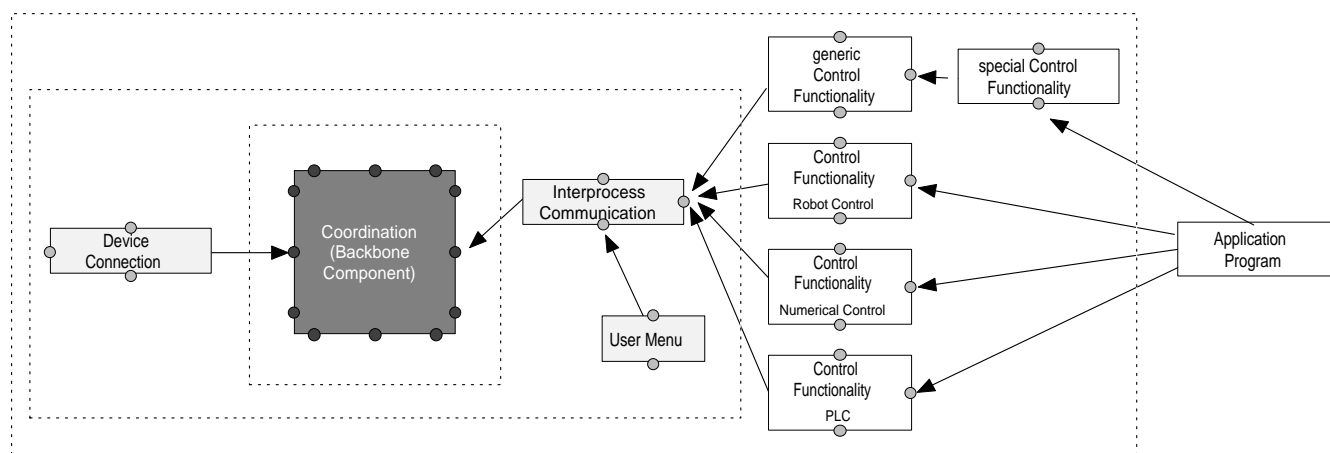 Device
Connection
Coordination
(Backbone
Component)
Interprocess
Communication
User Menu
generic
Control
Functionality
special Control
Functionality
Control
Functionality
Robot Control
Control
Functionality
Numerical Control
Control
Functionality
PLC
Application
Program